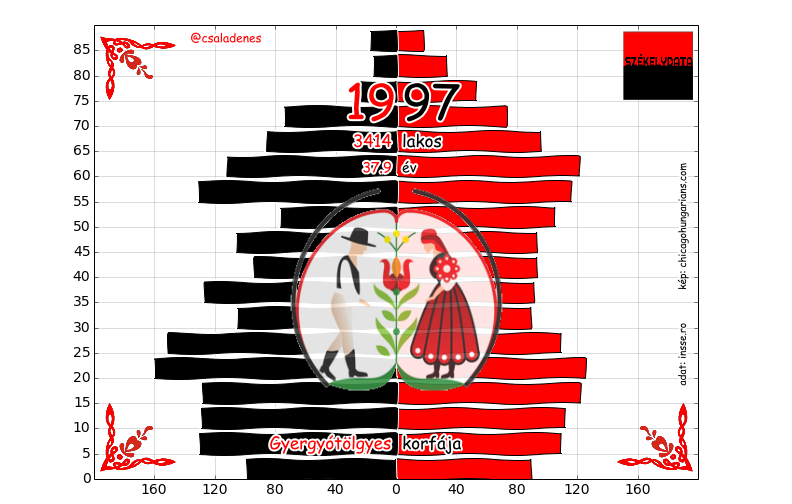 @csaladenes
SZÉKELYDATA
1997
3414 lakos
37.9 év
Gyergyótölgyes korfája
kép: chicagohungarians.com
adat: insse.ro
85
80
75
70
65
60
55
50
45
40
35
30
25
20
15
10
5
0
160 120 80 40 0 40 80 120 160